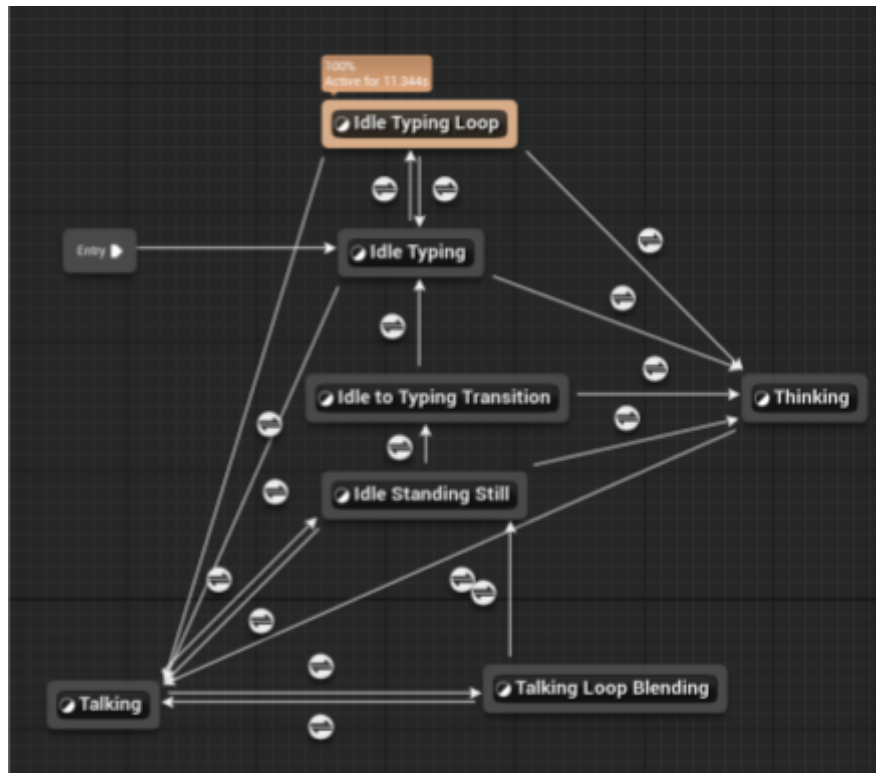 100%
Active for 11.344s
Idle Typing Loop
Entry
Idle Typing
Idle to Typing Transition
Thinking
Idle Standing Still
Talking Loop Blending
Talking